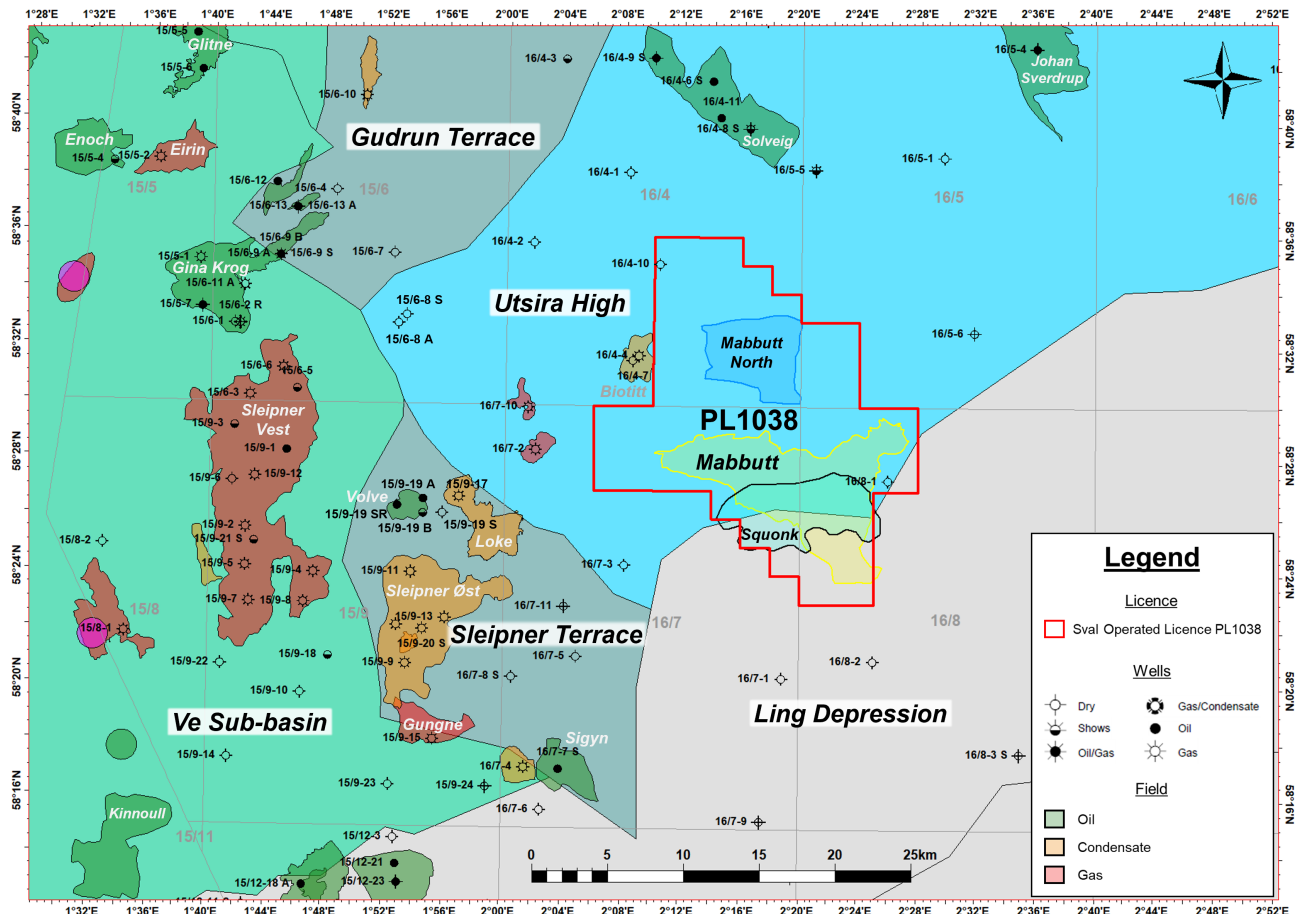 1°28'E 1°32'E 1°36'E 1°40'E 1°44'E 1°48'E 1°52'E 1°56'E 2°00'E 2°04'E 2°08'E 2°12'E 2°16'E 2°20'E 2°24'E 2°28'E 2°32'E 2°36'E 2°40'E 2°44'E 2°48'E 2°52'E
15/5-5
Glitne
15/5-6
16/4-3
16/4-9 S
15/5-4
Johan
Sverdrup
16/4-6 S
15/6-10
16/4-11
16/4-8 S
Solveig
58°40'N
58°40'N
Gudrun Terrace
Enoch
Eirin
15/5-4
15/5-2
16/5-1
16/4-1
16/5-5
15/6-12
15/6-4
15/5
15/6
16/4
16/5
16/6
15/6-13
15/6-13 A
58°36'N
58°36'N
15/6-9 B
15/6-9 A
15/6-9 S
15/6-7
16/4-2
15/5-1
Gina Krog
16/4-10
15/6-11 A
15/5-7
15/6-2 R
15/6-1
15/6-8 S
Utsira High
15/6-8 A
58°32'N
58°32'N
16/5-6
Mabbutt
North
16/4-4
16/4-7
Biotitt
15/6-6
15/6-5
15/6-3
16/7-10
Sleipner
Vest
15/9-3
PL1038
15/9-1
16/7-2
58°28'N
58°28'N
Mabbutt
15/9-6
15/9-12
16/8-1
15/9-19 A
15/9-17
Volve
15/9-19 SR
15/9-19 B
15/9-19 S
15/9-2
15/9-21 S
Loke
Squonk
15/8-2
58°24'N
58°24'N
15/9-5
15/9-4
15/9-11
16/7-3
Sleipner Øst
15/9-7
15/9-8
15/8
15/9
16/7-11
16/7
16/8
15/8-1
15/9-13
15/9-20 S
Sleipner Terrace
15/9-18
15/9-22
15/9-9
16/7-5
16/8-2
58°20'N
58°20'N
16/7-8 S
16/7-1
15/9-10
Ve Sub-basin
Ling Depression
Gungne
15/9-15
Sigyn
15/9-14
16/7-7 S
16/7-4
16/8-3 S
15/9-23
15/9-24
58°16'N
58°16'N
Kinnoull
16/7-6
16/7-9
15/11
15/12-3
15/12-21
15/12-18 A
15/12-23
0 5 10 15 20 25km
Legend
Licence
Sval Operated Licence PL1038
Wells
Dry
Gas/Condensate
Shows
Oil
Oil/Gas
Gas
Field
Oil
Condensate
Gas
1°32'E 1°36'E 1°40'E 1°44'E 1°48'E 1°52'E 1°56'E 2°00'E 2°04'E 2°08'E 2°12'E 2°16'E 2°20'E 2°24'E 2°28'E 2°32'E 2°36'E 2°40'E 2°44'E 2°48'E 2°52'E